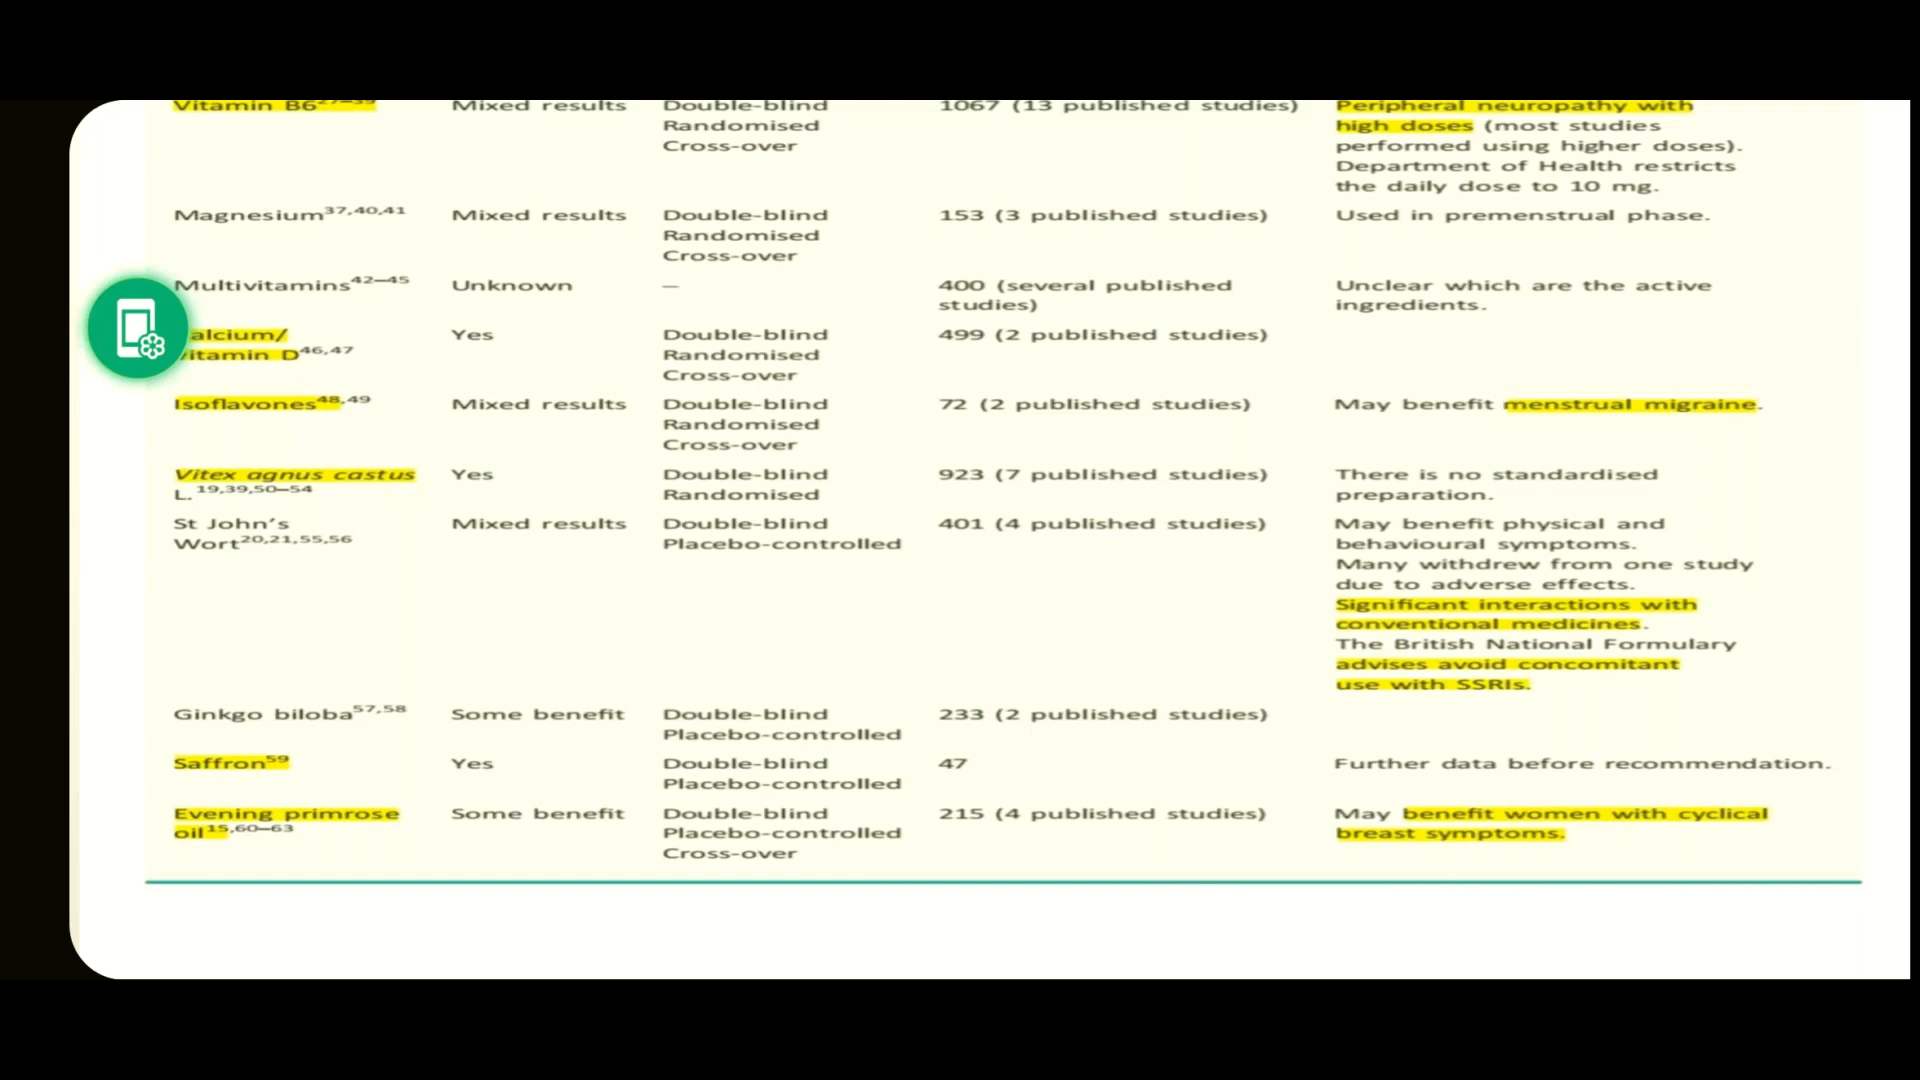 Vitamin B627–39 Mixed results Double-blind 1067 (13 published studies) Peripheral neuropathy with
Randomised high doses (most studies
Cross-over performed using higher doses).
Department of Health restricts
the daily dose to 10 mg.
Magnesium37,40,41 Mixed results Double-blind 153 (3 published studies) Used in premenstrual phase.
Randomised
Cross-over
Multivitamins42–45 Unknown – 400 (several published Unclear which are the active
studies) ingredients.
alcium/ Yes Double-blind 499 (2 published studies)
itamin D46,47 Randomised
Cross-over
Isoflavones48,49 Mixed results Double-blind 72 (2 published studies) May benefit menstrual migraine.
Randomised
Cross-over
Vitex agnus castus Yes Double-blind 923 (7 published studies) There is no standardised
L.19,39,50–54 Randomised preparation.
St John's Mixed results Double-blind 401 (4 published studies) May benefit physical and
Wort20,21,55,56 Placebo-controlled behavioural symptoms.
Many withdrew from one study
due to adverse effects.
Significant interactions with
conventional medicines.
The British National Formulary
advises avoid concomitant
use with SSRIs.
Ginkgo biloba57,58 Some benefit Double-blind 233 (2 published studies)
Placebo-controlled
Saffron59 Yes Double-blind 47 Further data before recommendation.
Placebo-controlled
Evening primrose Some benefit Double-blind 215 (4 published studies) May benefit women with cyclical
oil15,60–63 Placebo-controlled breast symptoms.
Cross-over